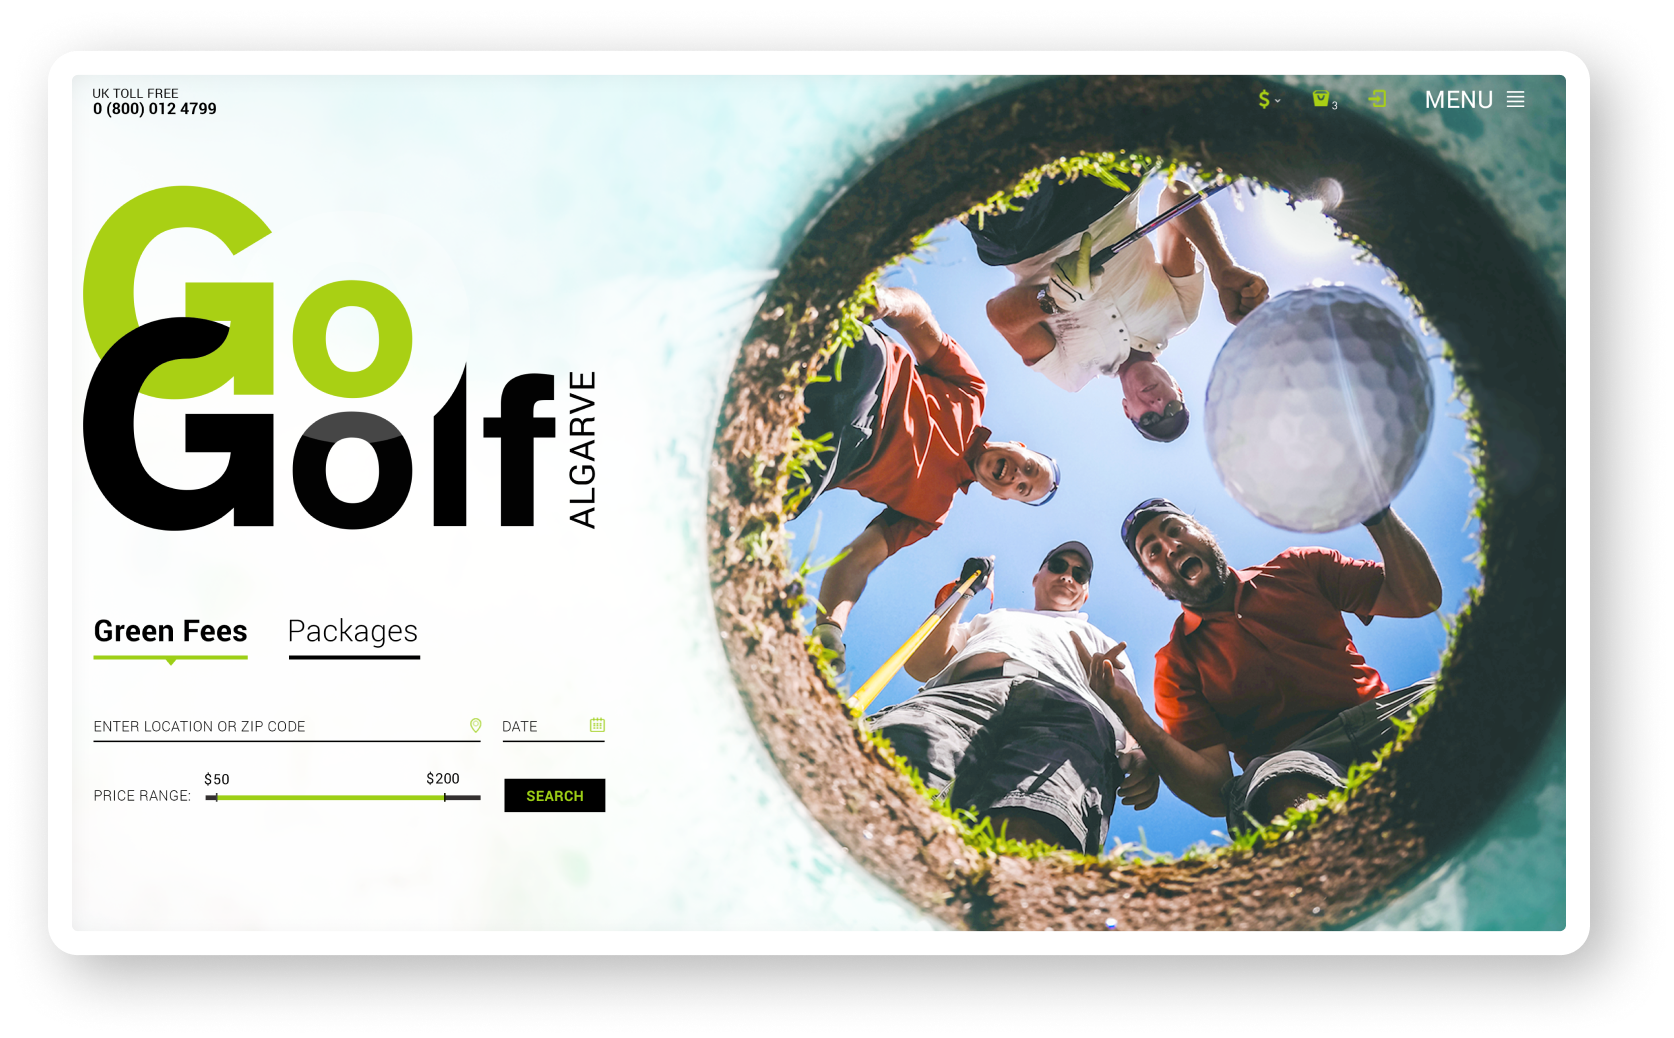 UK TOLL FREE
0 (800) 012 4799
$
3
MENU
Go
Golf
ALGARVE
Green Fees
Packages
ENTER LOCATION OR ZIP CODE
DATE
$50
$200
PRICE RANGE:
SEARCH